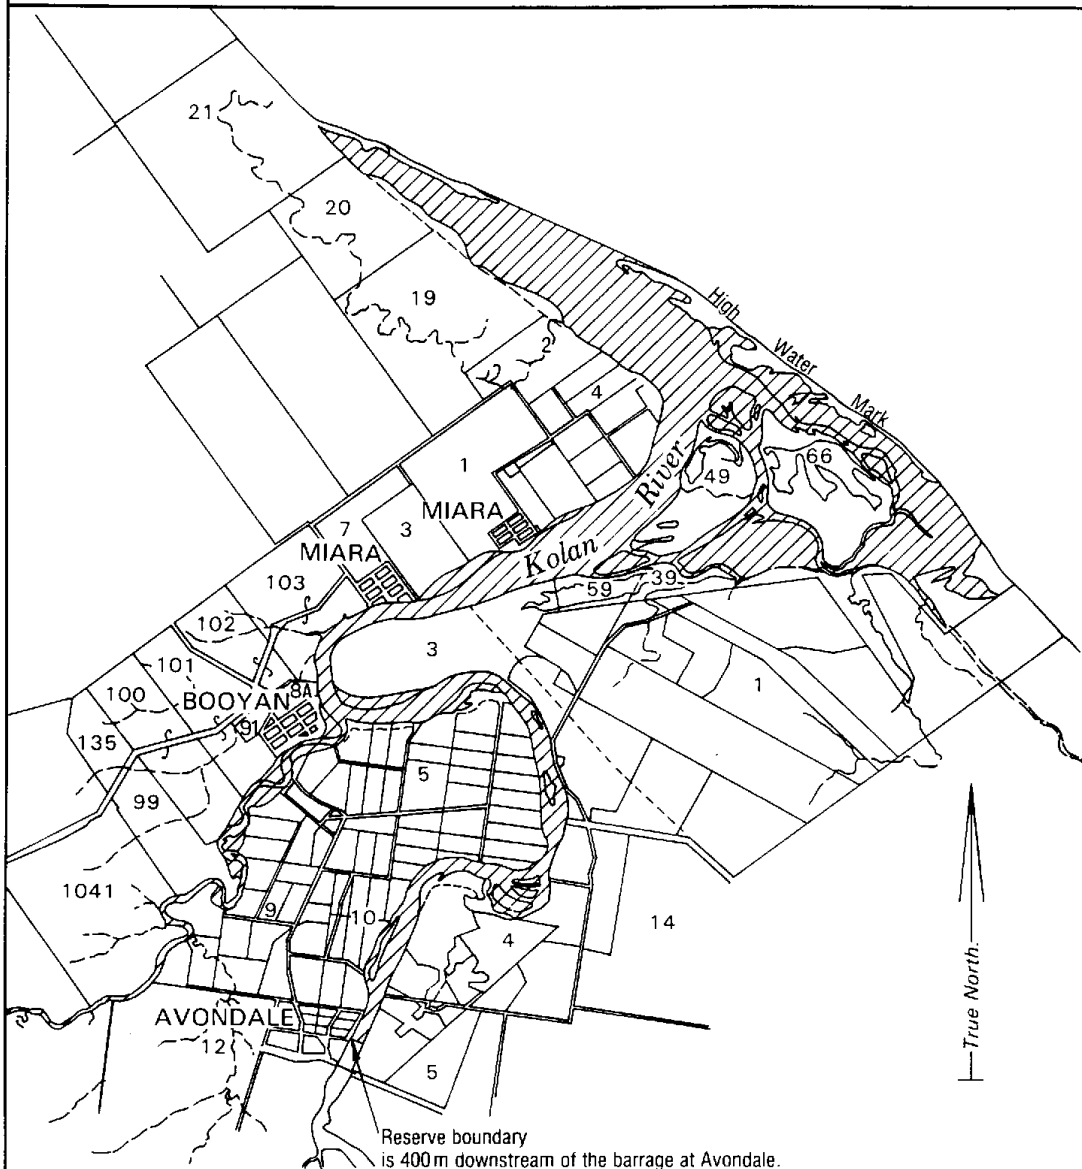 21
20
19
2
4
High
Water
Mark
1
66
49
MIARA
River
7
3
MIARA
Kolan
103
39
59
102
3
101
1
100
8A
BOOYAN
91
135
5
99
1041
9
10
14
4
AVONDALE
12
5
True North.
Reserve boundary
is 400m downstream of the barrage at Avondale.